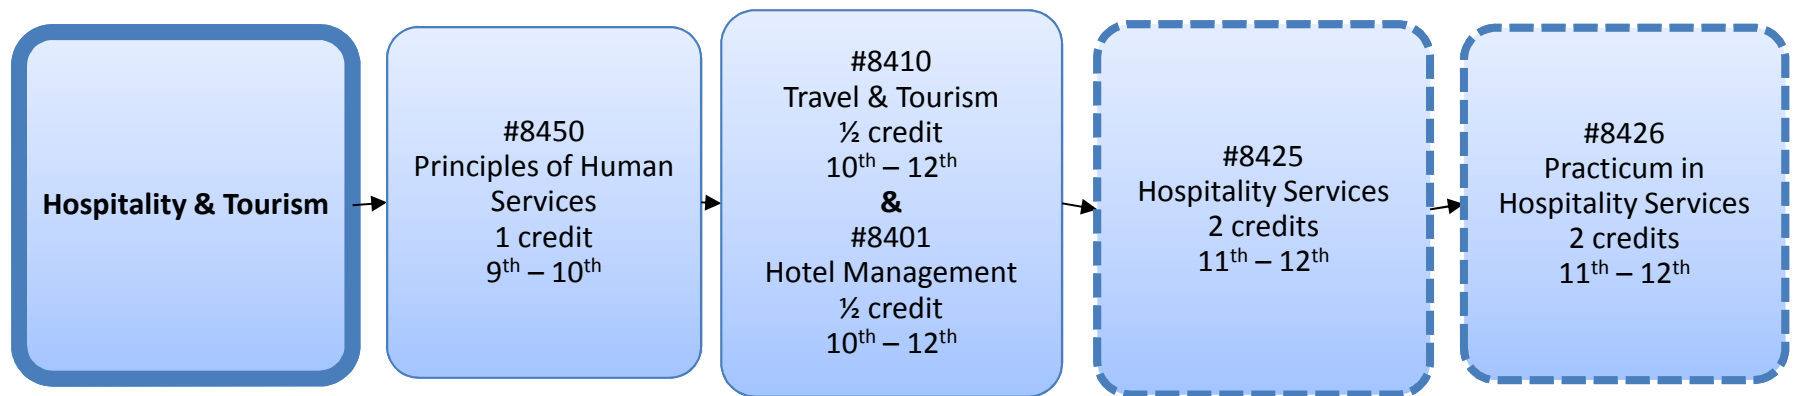 Hospitality & Tourism
#8450
Principles of Human
Services
1 credit
9th – 10th
#8410
Travel & Tourism
½ credit
10th – 12th
&
#8401
Hotel Management
½ credit
10th – 12th
#8425
Hospitality Services
2 credits
11th – 12th
#8426
Practicum in
Hospitality Services
2 credits
11th – 12th